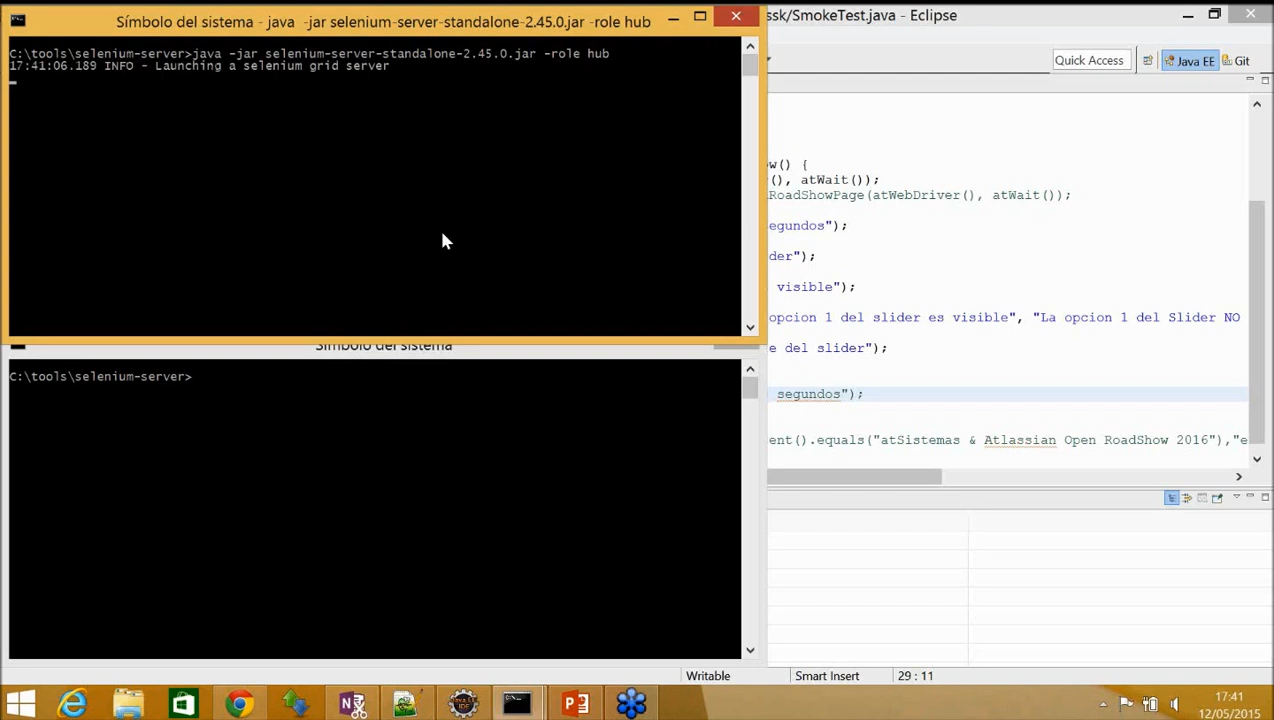 Símbolo del sistema - java -jar selenium-server-standalone-2.45.0.jar -role hub
C:\tools\selenium-server>java -jar selenium-server-standalone-2.45.0.jar -role hub
17:41:06.189 INFO - Launching a selenium grid server
Símbolo del sistema
C:\tools\selenium-server>
ssk/SmokeTest.java - Eclipse
Quick Access
Java EE
Git
ow() {
(), atWait());
RoadShowPage(atWebDriver(), atWait());
egundos");
der");
visible");
opcion 1 del slider es visible", "La opcion 1 del Slider NO
e del slider");
segundos");
ent().equals("atSistemas & Atlassian Open RoadShow 2016"),"e
Writable
Smart Insert
29 : 11
17:41
12/05/2015